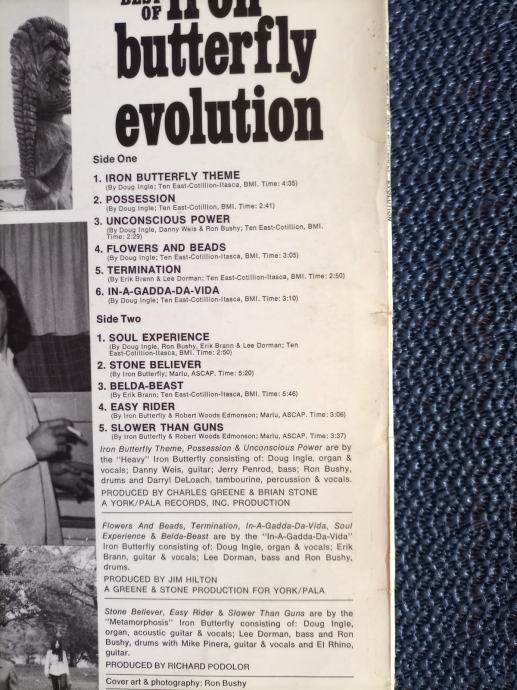 BEST OF iron
butterfly
evolution
Side One
1. IRON BUTTERFLY THEME
(By Doug Ingle; Ten East-Cotillion-Itasca, BMI. Time: 4:35)
2. POSSESSION
(By Doug Ingle; Ten East-Cotillion, BMI. Time: 2:41)
3. UNCONSCIOUS POWER
(By Doug Ingle, Danny Weis & Ron Bushy; Ten East-Cotillion, BMI.
Time: 2:29)
4. FLOWERS AND BEADS
(By Doug Ingle; Ten East-Cotillion-Itasca, BMI. Time: 3:05)
5. TERMINATION
(By Erik Brann & Lee Dorman; Ten East-Cotillion-Itasca, BMI. Time: 2:50)
6. IN-A-GADDA-DA-VIDA
(By Doug Ingle; Ten East-Cotillion-Itasca, BMI. Time: 3:10)
Side Two
1. SOUL EXPERIENCE
(By Doug Ingle, Ron Bushy, Erik Brann & Lee Dorman; Ten
East-Cotillion-Itasca, BMI. Time: 2:50)
2. STONE BELIEVER
(By Iron Butterfly; Marlu, ASCAP. Time: 5:20)
3. BELDA-BEAST
(By Erik Brann; Ten East-Cotillion-Itasca, BMI. Time: 5:46)
4. EASY RIDER
(By Iron Butterfly & Robert Woods Edmonson; Marlu, ASCAP. Time: 3:06)
5. SLOWER THAN GUNS
(By Iron Butterfly & Robert Woods Edmonson; Marlu, ASCAP. Time: 3:37)
Iron Butterfly Theme, Possession & Unconscious Power are by
the "Heavy" Iron Butterfly consisting of: Doug Ingle, organ &
vocals; Danny Weis, guitar; Jerry Penrod, bass; Ron Bushy,
drums and Darryl DeLoach, tambourine, percussion & vocals.
PRODUCED BY CHARLES GREENE & BRIAN STONE
A YORK/PALA RECORDS, INC. PRODUCTION
Flowers And Beads, Termination, In-A-Gadda-Da-Vida, Soul
Experience & Belda-Beast are by the "In-A-Gadda-Da-Vida"
Iron Butterfly consisting of: Doug Ingle, organ & vocals; Erik
Brann, guitar & vocals; Lee Dorman, bass and Ron Bushy,
drums.
PRODUCED BY JIM HILTON
A GREENE & STONE PRODUCTION FOR YORK/PALA
Stone Believer, Easy Rider & Slower Than Guns are by the
"Metamorphosis" Iron Butterfly consisting of: Doug Ingle,
organ, acoustic guitar & vocals; Lee Dorman, bass and Ron
Bushy, drums with Mike Pinera, guitar & vocals and El Rhino,
guitar.
PRODUCED BY RICHARD PODOLOR
Cover art & photography: Ron Bushy